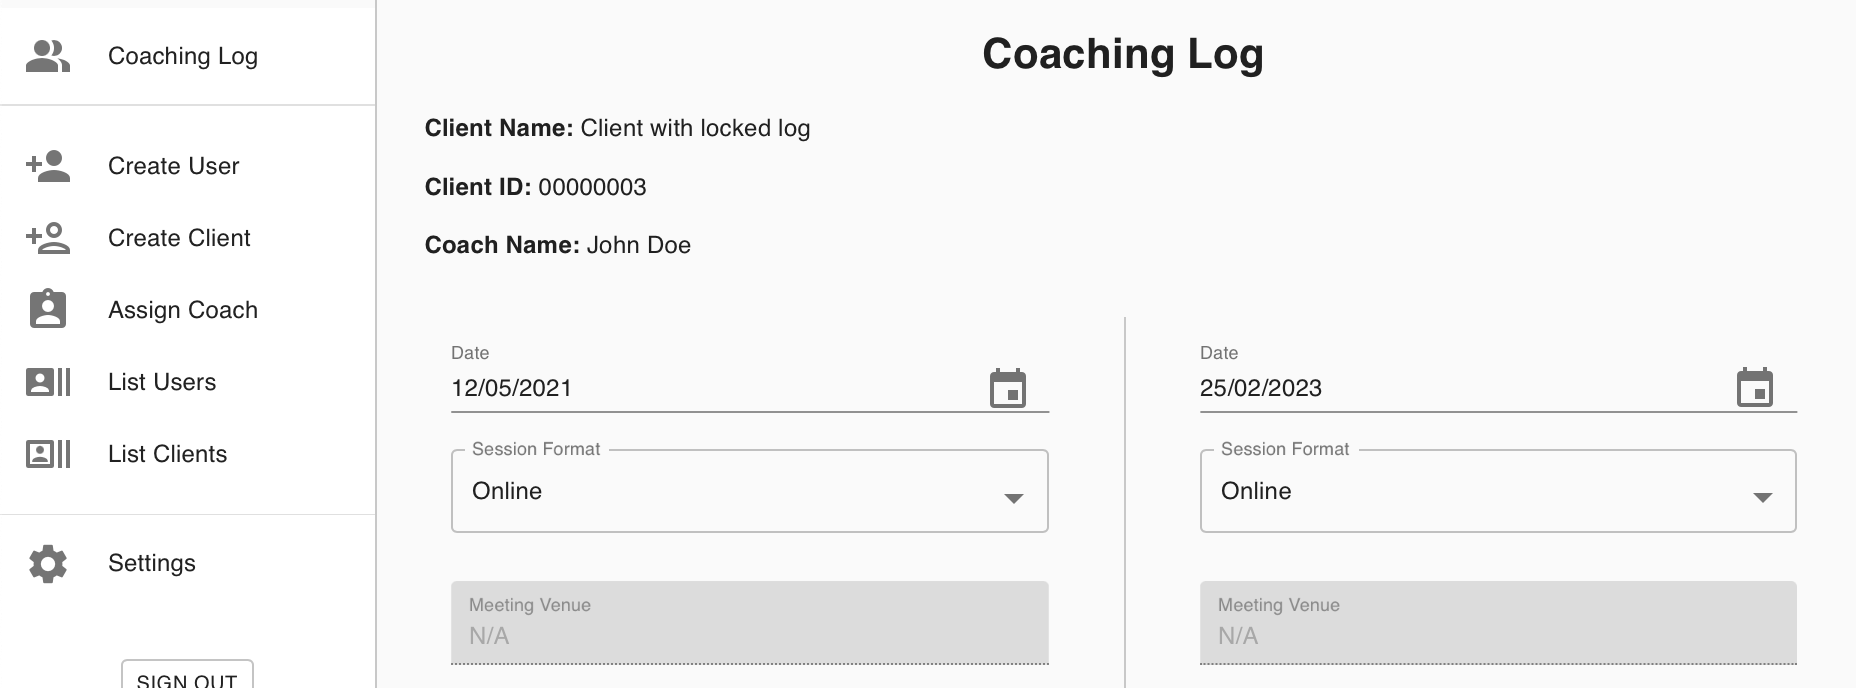 Coaching Log
Create User
Create Client
Assign Coach
List Users
List Clients
Settings
SIGN OUT
Coaching Log
Client Name: Client with locked log
Client ID: 00000003
Coach Name: John Doe
Date
12/05/2021
Session Format
Online
Meeting Venue
N/A
Date
25/02/2023
Session Format
Online
Meeting Venue
N/A